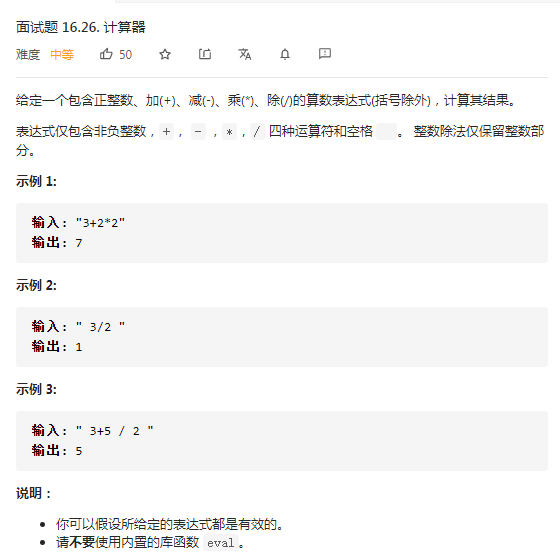 面试题 16.26. 计算器
难度 中等 50
给定一个包含正整数、加(+)、减(-)、乘(*)、除(/)的算数表达式(括号除外)，计算其结果。
表达式仅包含非负整数，+， - ，*，/ 四种运算符和空格  。 整数除法仅保留整数部
分。
示例 1:
输入: "3+2*2"
输出: 7
示例 2:
输入: " 3/2 "
输出: 1
示例 3:
输入: " 3+5 / 2 "
输出: 5
说明：
你可以假设所给定的表达式都是有效的。
请不要使用内置的库函数 eval。